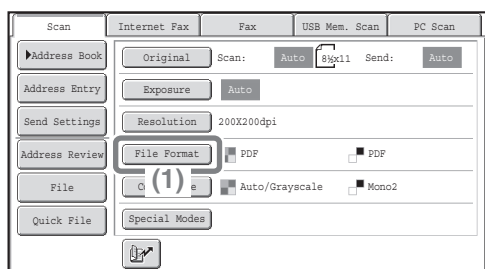 Scan Internet Fax Fax USB Mem. Scan PC Scan
Address Book Original Scan: Auto 8½x11 Send: Auto
Address Entry Exposure Auto
Send Settings Resolution 200X200dpi
Address Review File Format PDF PDF
File (1) Auto/Grayscale Mono2
Quick File Special Modes